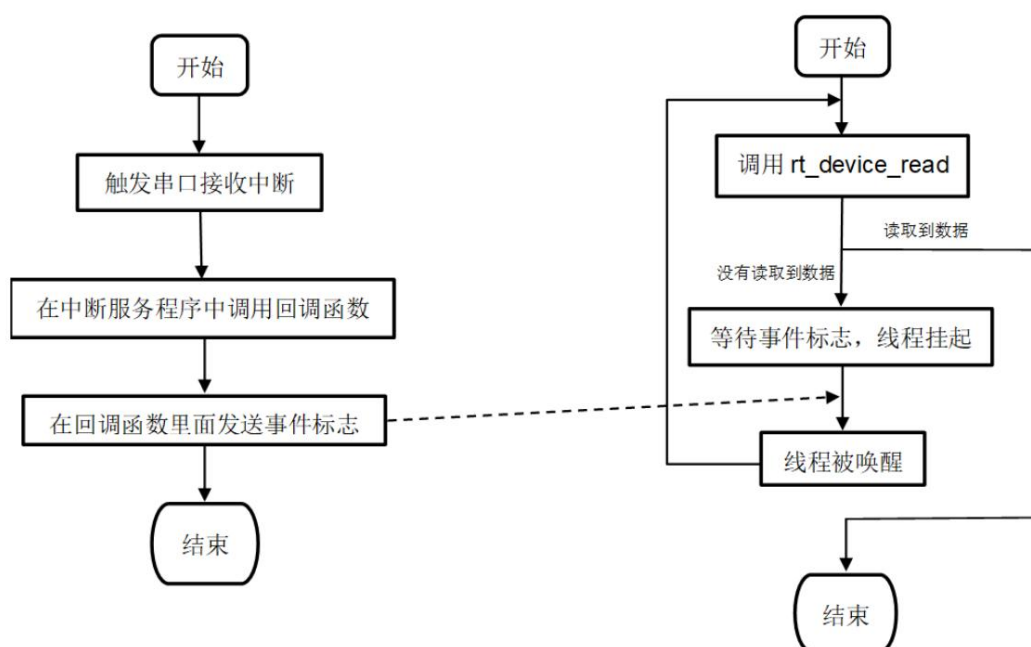 开始
触发串口接收中断
在中断服务程序中调用回调函数
在回调函数里面发送事件标志
结束
开始
调用 rt_device_read
读取到数据
没有读取到数据
等待事件标志，线程挂起
线程被唤醒
结束